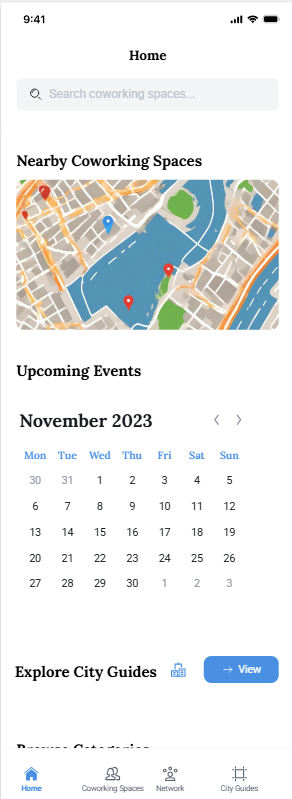 9:41
Home
Search coworking spaces...
Nearby Coworking Spaces
Upcoming Events
November 2023
Mon Tue Wed Thu Fri Sat Sun
30 31 1 2 3 4 5
6 7 8 9 10 11 12
13 14 15 16 17 18 19
20 21 22 23 24 25 26
27 28 29 30 1 2 3
Explore City Guides
View
Browse Categories
Home Coworking Spaces Network City Guides